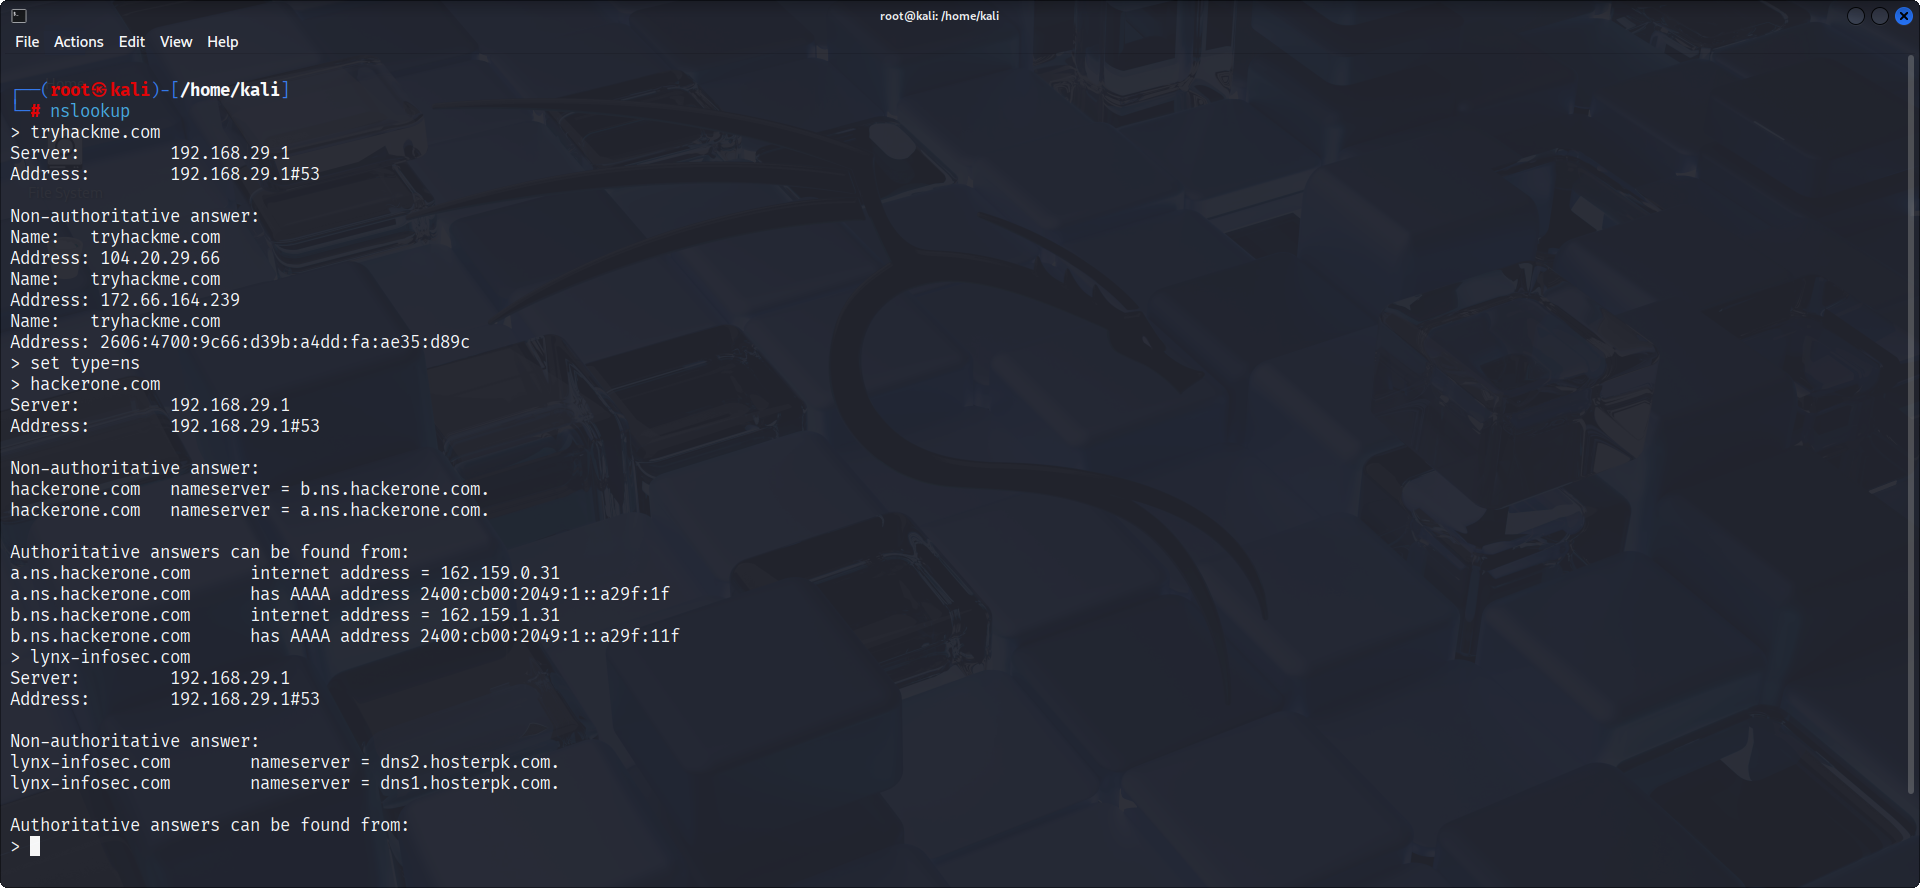 root@kali: /home/kali
File Actions Edit View Help
┌──(root㉿kali)-[/home/kali]
└─# nslookup
> tryhackme.com
Server:         192.168.29.1
Address:        192.168.29.1#53
File System
Non-authoritative answer:
Name:   tryhackme.com
Address: 104.20.29.66
Name:   tryhackme.com
Address: 172.66.164.239
Name:   tryhackme.com
Address: 2606:4700:9c66:d39b:a4dd:fa:ae35:d89c
> set type=ns
> hackerone.com
Server:         192.168.29.1
Address:        192.168.29.1#53
Non-authoritative answer:
hackerone.com   nameserver = b.ns.hackerone.com.
hackerone.com   nameserver = a.ns.hackerone.com.
Authoritative answers can be found from:
a.ns.hackerone.com      internet address = 162.159.0.31
a.ns.hackerone.com      has AAAA address 2400:cb00:2049:1::a29f:1f
b.ns.hackerone.com      internet address = 162.159.1.31
b.ns.hackerone.com      has AAAA address 2400:cb00:2049:1::a29f:11f
> lynx-infosec.com
Server:         192.168.29.1
Address:        192.168.29.1#53
Non-authoritative answer:
lynx-infosec.com        nameserver = dns2.hosterpk.com.
lynx-infosec.com        nameserver = dns1.hosterpk.com.
Authoritative answers can be found from:
>